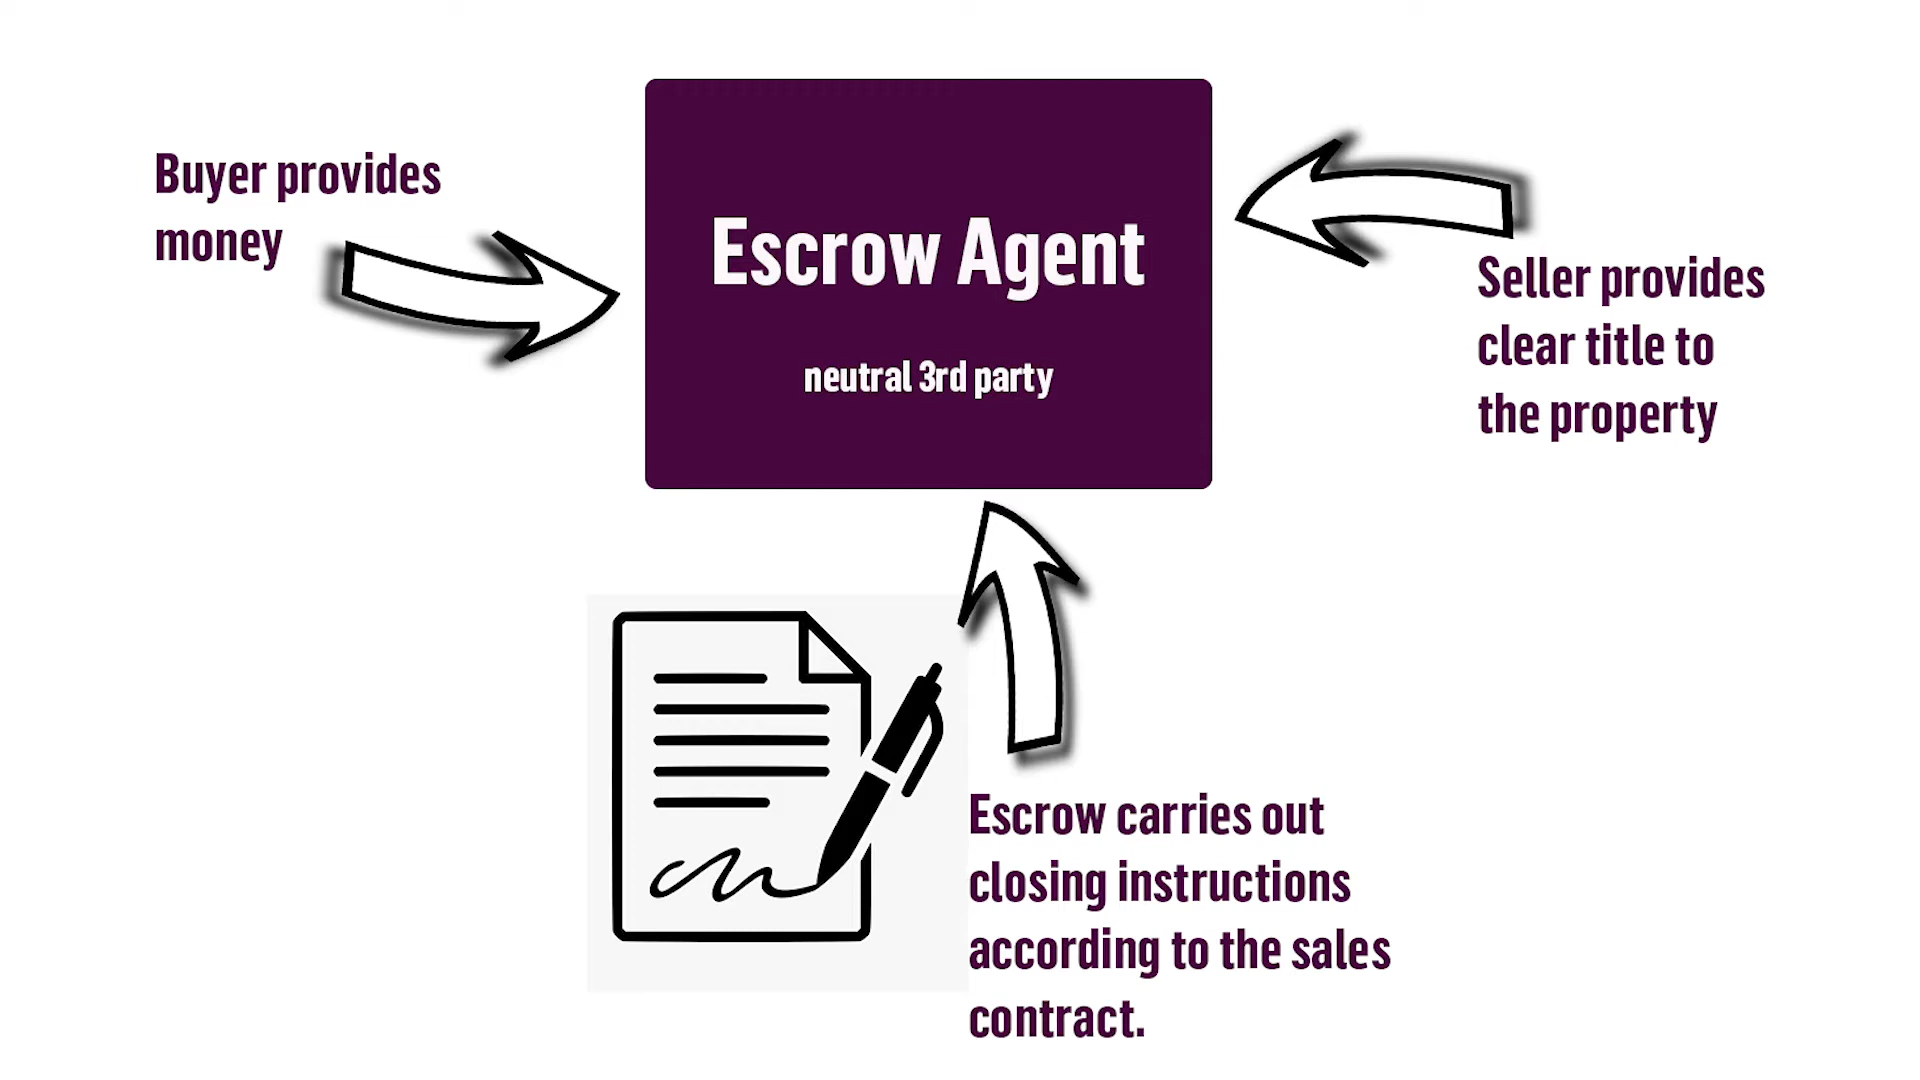 Buyer provides
money
Escrow Agent
neutral 3rd party
Seller provides
clear title to
the property
Escrow carries out
closing instructions
according to the sales
contract.